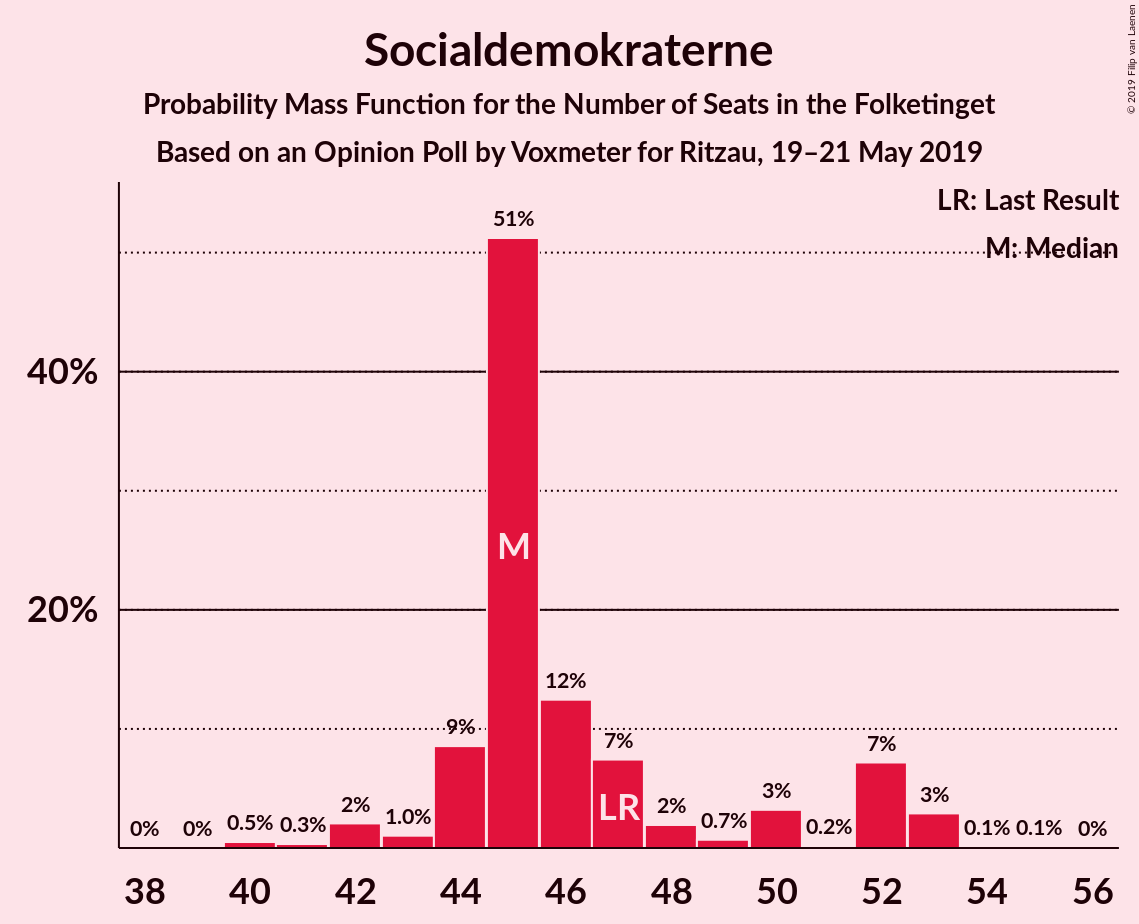 Socialdemokraterne
Probability Mass Function for the Number of Seats in the Folketinget
Based on an Opinion Poll by Voxmeter for Ritzau, 19–21 May 2019
© 2019 Filip van Laenen
LR: Last Result
M: Median
40%
20%
0%
0%
0.5%
0.3%
2%
1.0%
9%
51%
12%
7%
2%
0.7%
3%
0.2%
7%
3%
0.1%
0.1%
0%
M
LR
38 40 42 44 46 48 50 52 54 56